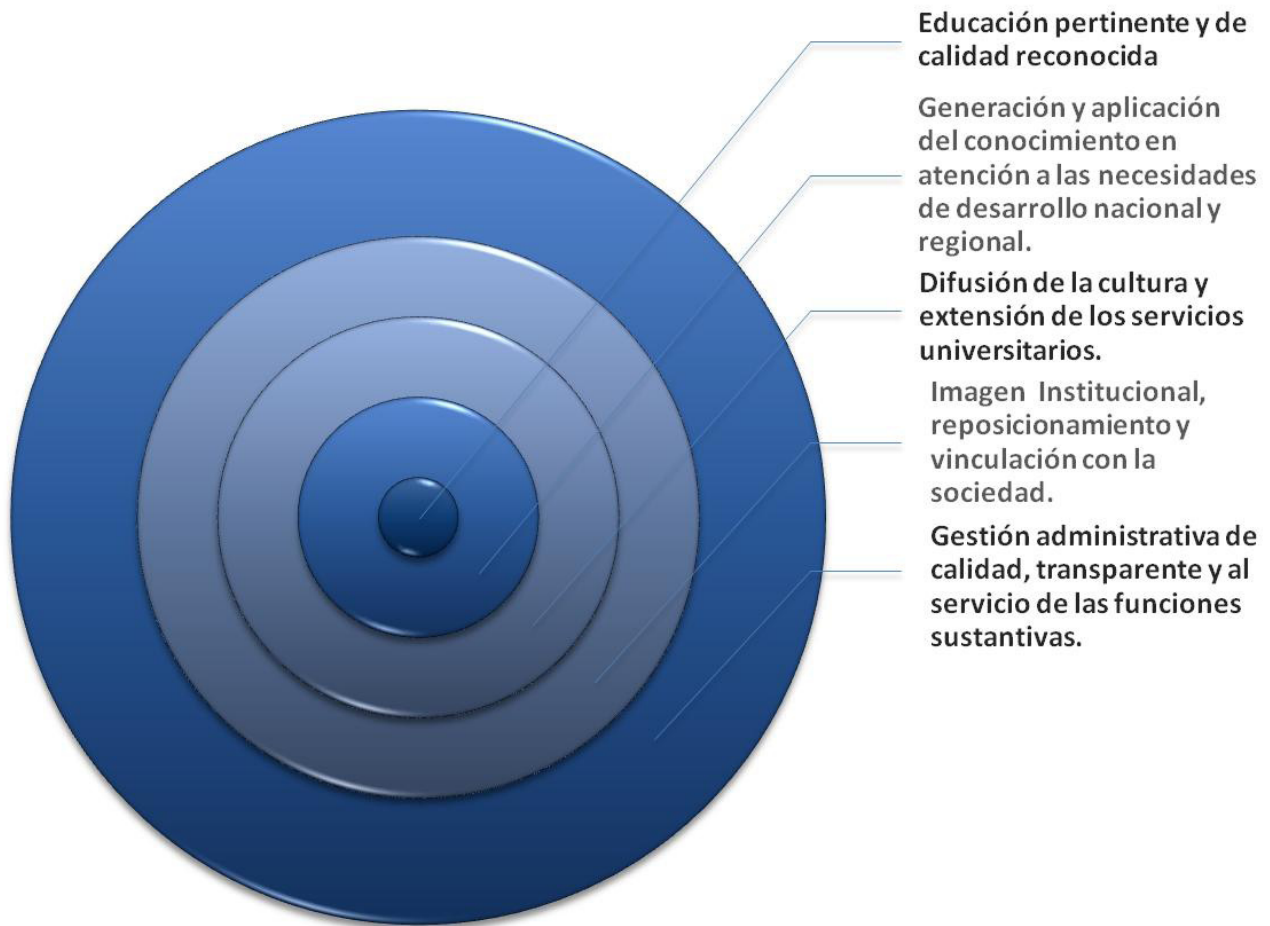 Educación pertinente y de
calidad reconocida
Generación y aplicación
del conocimiento en
atención a las necesidades
de desarrollo nacional y
regional.
Difusión de la cultura y
extensión de los servicios
universitarios.
Imagen Institucional,
reposicionamiento y
vinculación con la
sociedad.
Gestión administrativa de
calidad, transparente y al
servicio de las funciones
sustantivas.